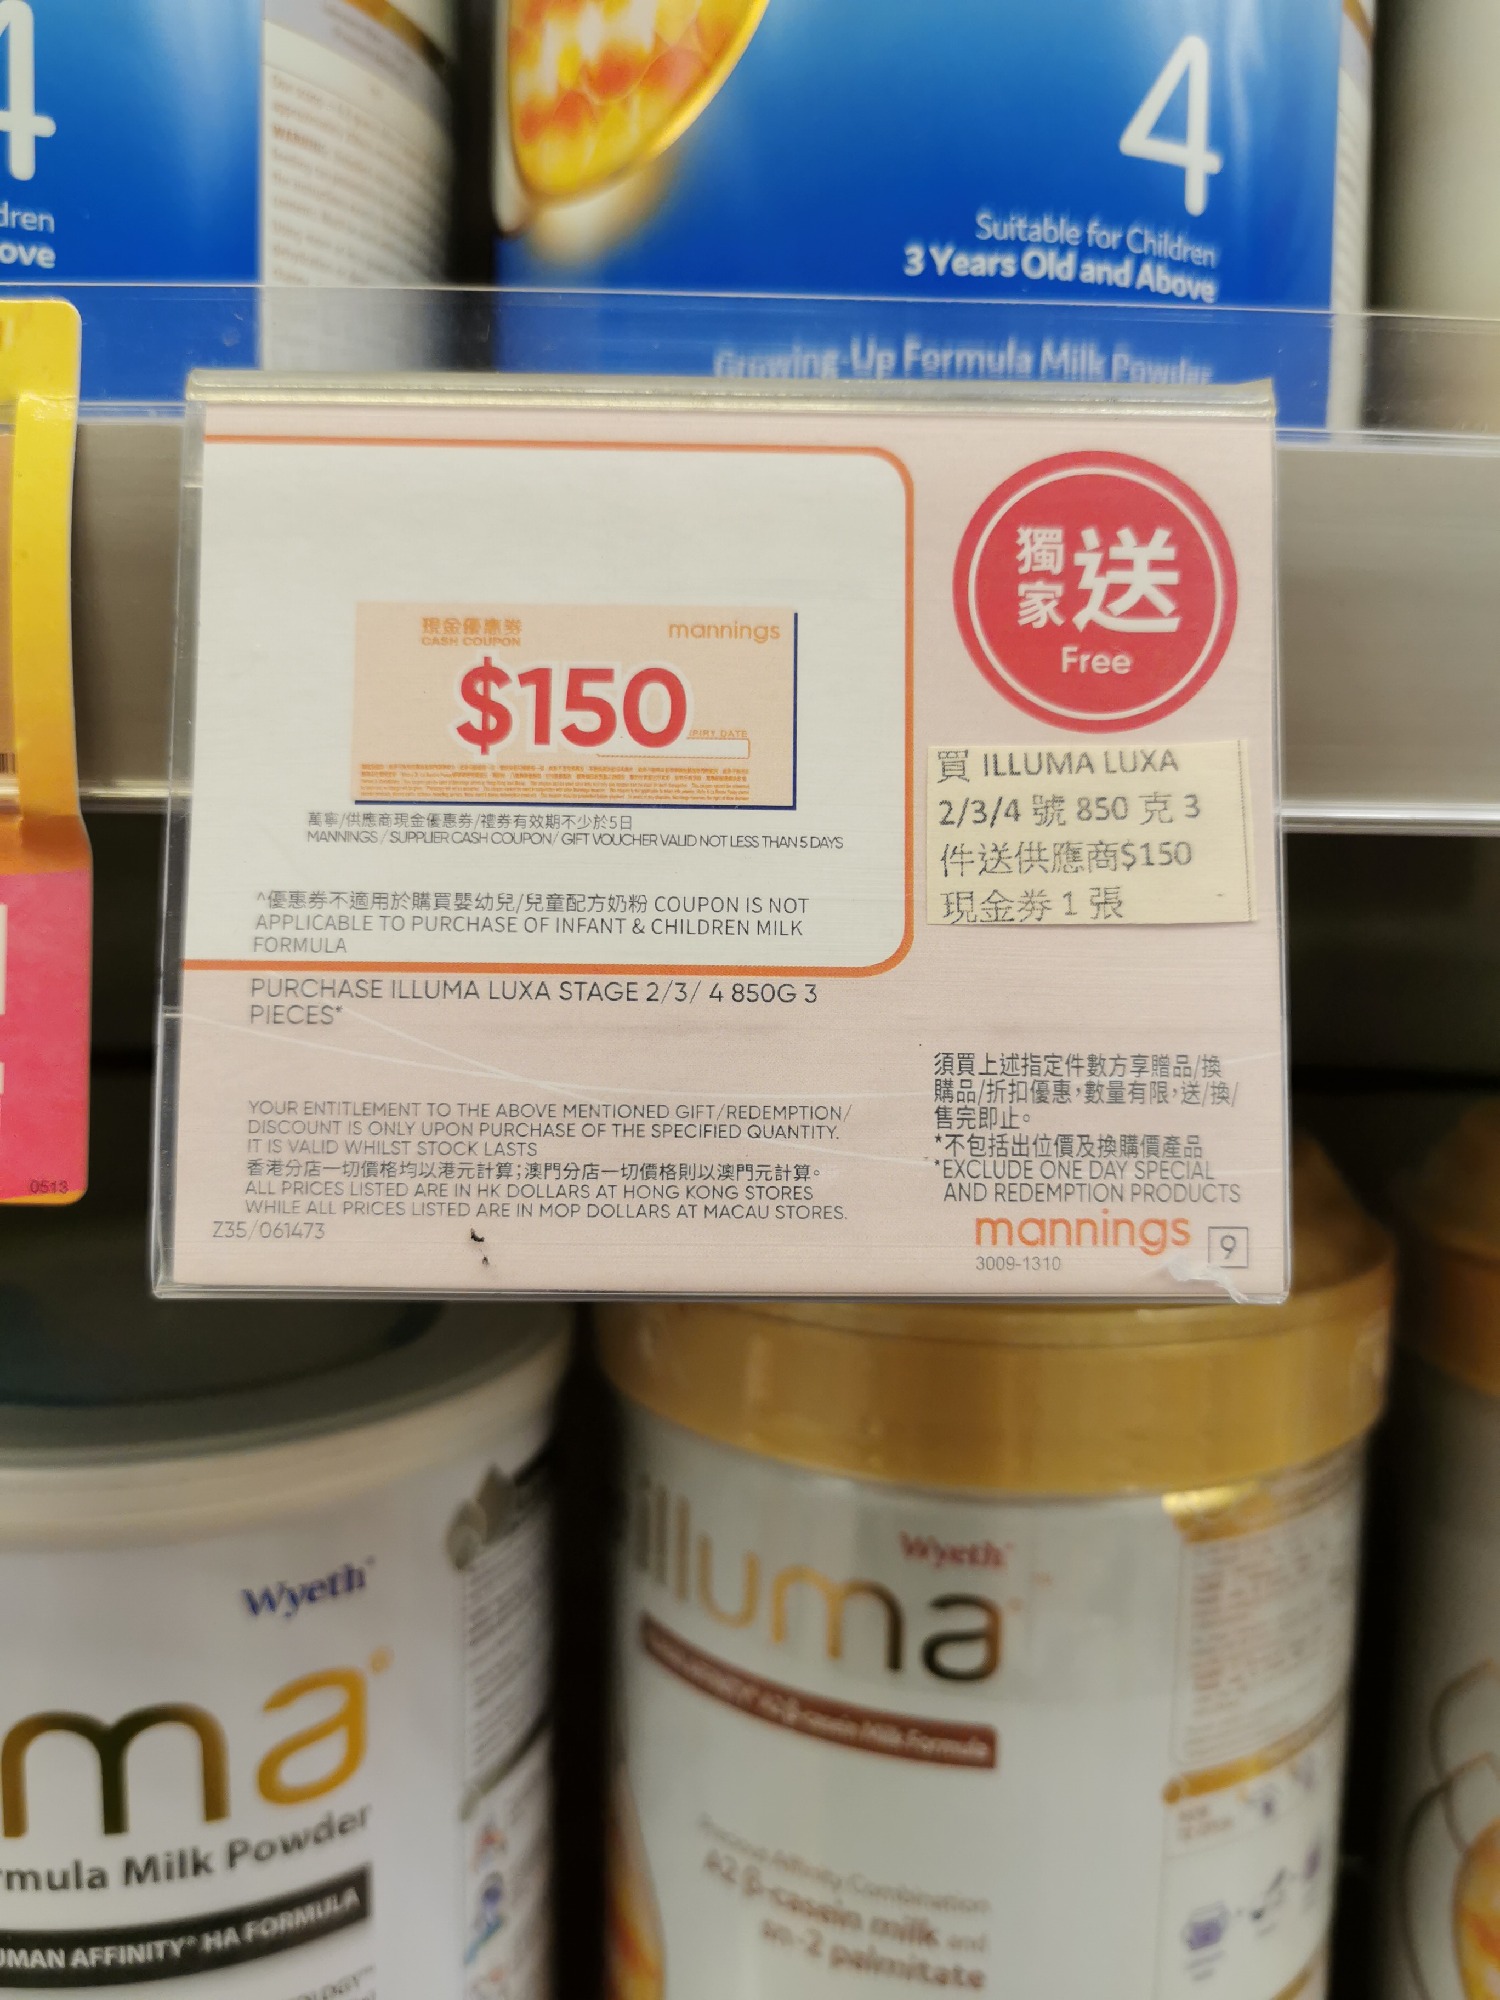 4
dren
ove
4
Suitable for Children
3 Years Old and Above
Growing-Up Formula Milk Powder
現金優惠券
CASH COUPON
mannings
$150
萬寧/供應商現金優惠券/禮券有效期不少於5日
MANNINGS / SUPPLIER CASH COUPON/ GIFT VOUCHER VALID NOT LESS THAN 5 DAYS
^優惠券不適用於購買嬰幼兒/兒童配方奶粉 COUPON IS NOT
APPLICABLE TO PURCHASE OF INFANT & CHILDREN MILK
FORMULA
獨家送
Free
買 ILLUMA LUXA
2/3/4 號 850 克 3
件送供應商$150
現金券 1 張
PURCHASE ILLUMA LUXA STAGE 2/3/ 4 850G 3
PIECES*
YOUR ENTITLEMENT TO THE ABOVE MENTIONED GIFT/REDEMPTION/
DISCOUNT IS ONLY UPON PURCHASE OF THE SPECIFIED QUANTITY.
IT IS VALID WHILST STOCK LASTS
香港分店一切價格均以港元計算;澳門分店一切價格則以澳門元計算。
ALL PRICES LISTED ARE IN HK DOLLARS AT HONG KONG STORES
WHILE ALL PRICES LISTED ARE IN MOP DOLLARS AT MACAU STORES.
Z35/061473
須買上述指定件數方享贈品/換
購品/折扣優惠,數量有限,送/換/
售完即止。
*不包括出位價及換購價產品
*EXCLUDE ONE DAY SPECIAL
AND REDEMPTION PRODUCTS
mannings
3009-1310
9
0513
Wyeth
ma
rmula Milk Powder
UMAN AFFINITY HA FORMULA
Wyeth
illuma
A2 β-casein Milk Formula
A2 β-casein milk and
sn-2 palmitate